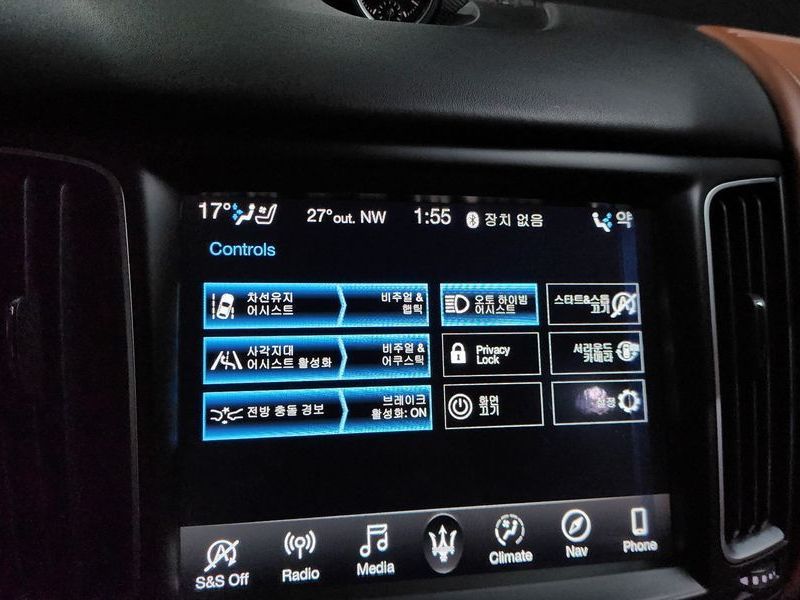 17° 27° out. NW 1:55 장치 없음 약
Controls
차선유지
어시스트
비주얼 &
햅틱
오토 하이빔
어시스트
스타트&스톱
끄기
사각지대
어시스트 활성화
비주얼 &
어쿠스틱
Privacy
Lock
서라운드
카메라
전방 충돌 경보
브레이크
활성화: ON
화면
끄기
설정
S&S Off Radio Media Climate Nav Phone